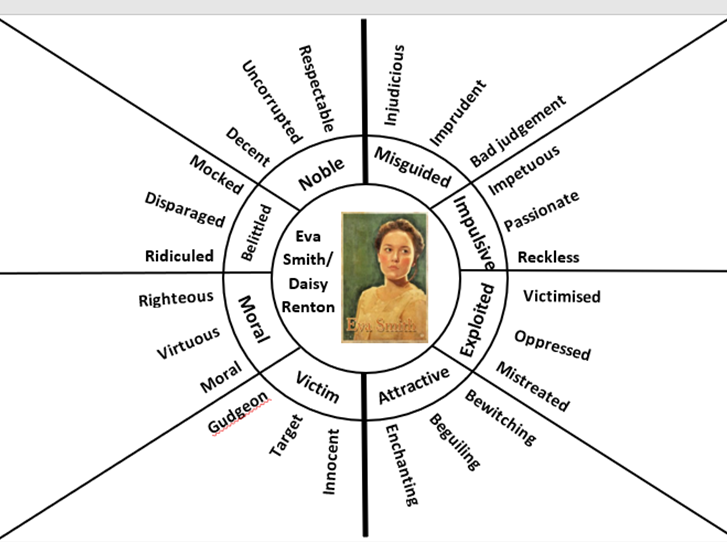 Respectable
Uncorrupted
Decent
Noble
Injudicious
Imprudent
Bad judgement
Misguided
Impetuous
Passionate
Reckless
Impulsive
Victimised
Oppressed
Mistreated
Exploited
Bewitching
Beguiling
Enchanting
Attractive
Innocent
Target
Gudgeon
Victim
Moral
Virtuous
Righteous
Moral
Ridiculed
Disparaged
Mocked
Belittled
Eva
Smith/
Daisy
Renton
Eva Smith